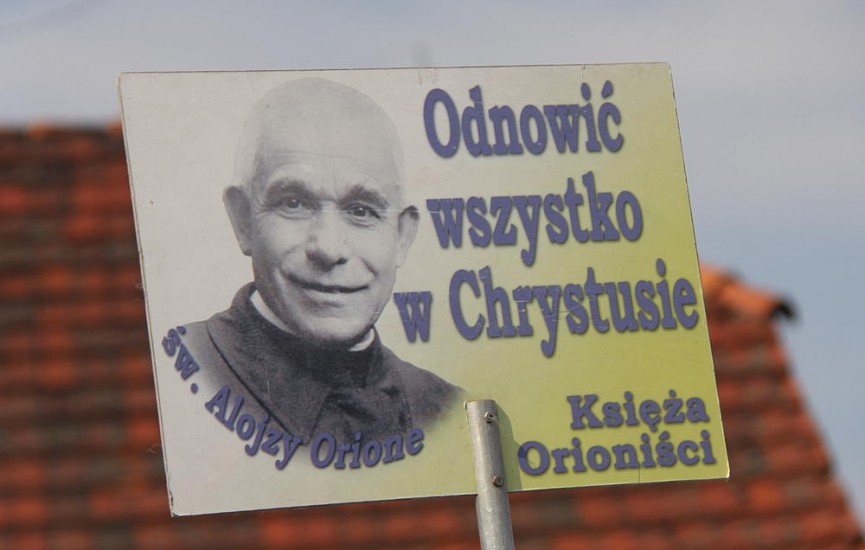 Odnowić
wszystko
w Chrystusie
św. Alojzy Orione
Księża
Orioniści